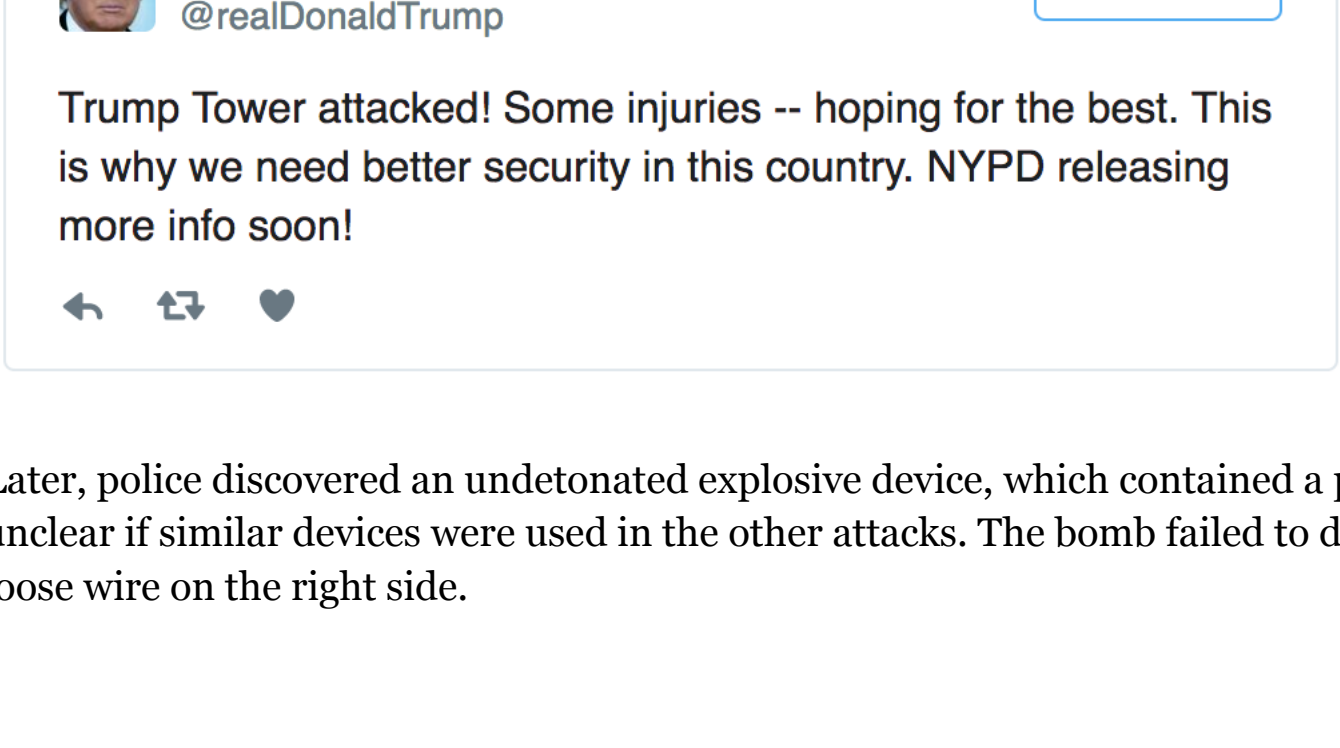 @realDonaldTrump
Trump Tower attacked! Some injuries -- hoping for the best. This
is why we need better security in this country. NYPD releasing
more info soon!
Later, police discovered an undetonated explosive device, which contained a
unclear if similar devices were used in the other attacks. The bomb failed to
loose wire on the right side.